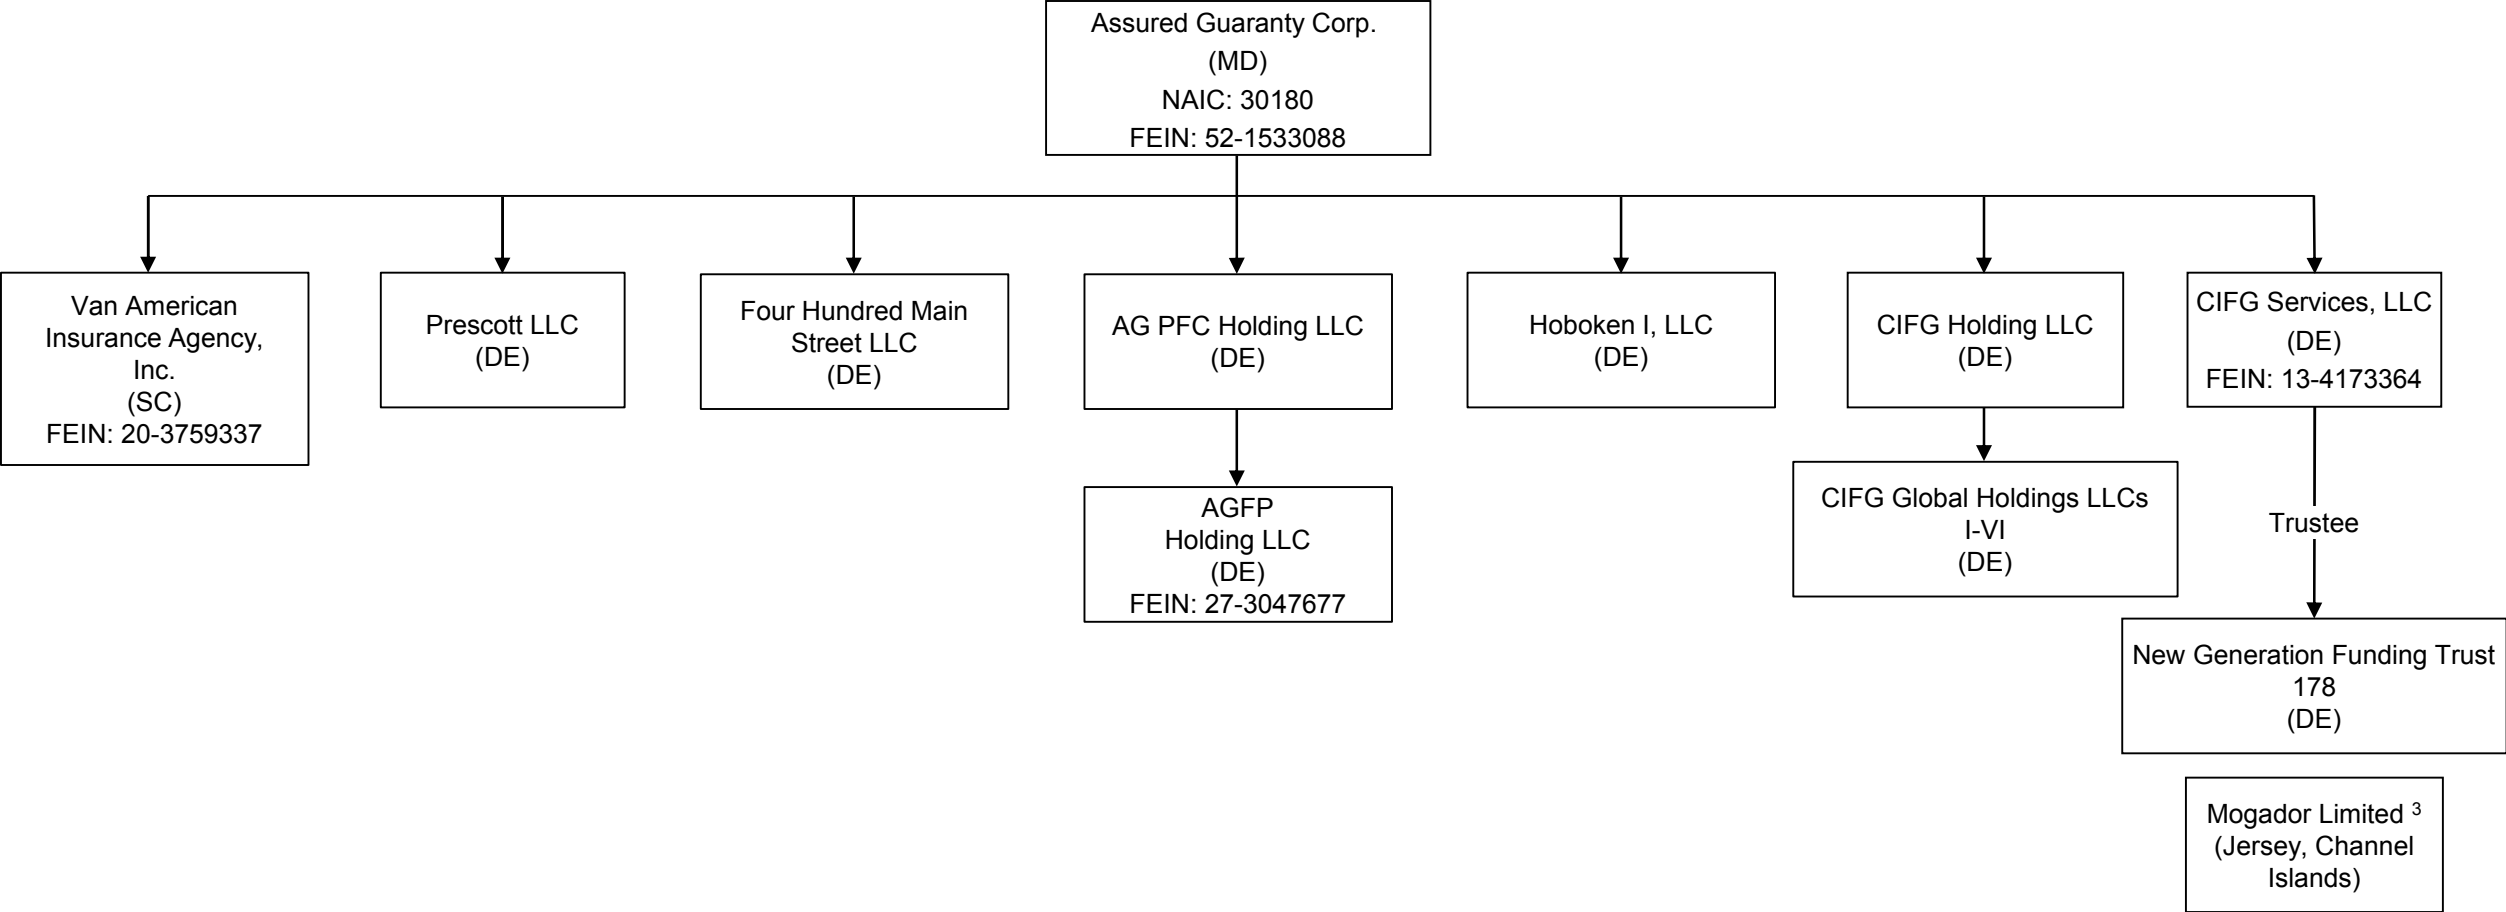 Assured Guaranty Corp.
(MD)
NAIC: 30180
FEIN: 52-1533088
Van American
Insurance Agency,
Inc.
(SC)
FEIN: 20-3759337
Prescott LLC
(DE)
Four Hundred Main
Street LLC
(DE)
AG PFC Holding LLC
(DE)
Hoboken I, LLC
(DE)
CIFG Holding LLC
(DE)
CIFG Services, LLC
(DE)
FEIN: 13-4173364
AGFP
Holding LLC
(DE)
FEIN: 27-3047677
CIFG Global Holdings LLCs
I-VI
(DE)
Trustee
New Generation Funding Trust
178
(DE)
Mogador Limited ³
(Jersey, Channel
Islands)